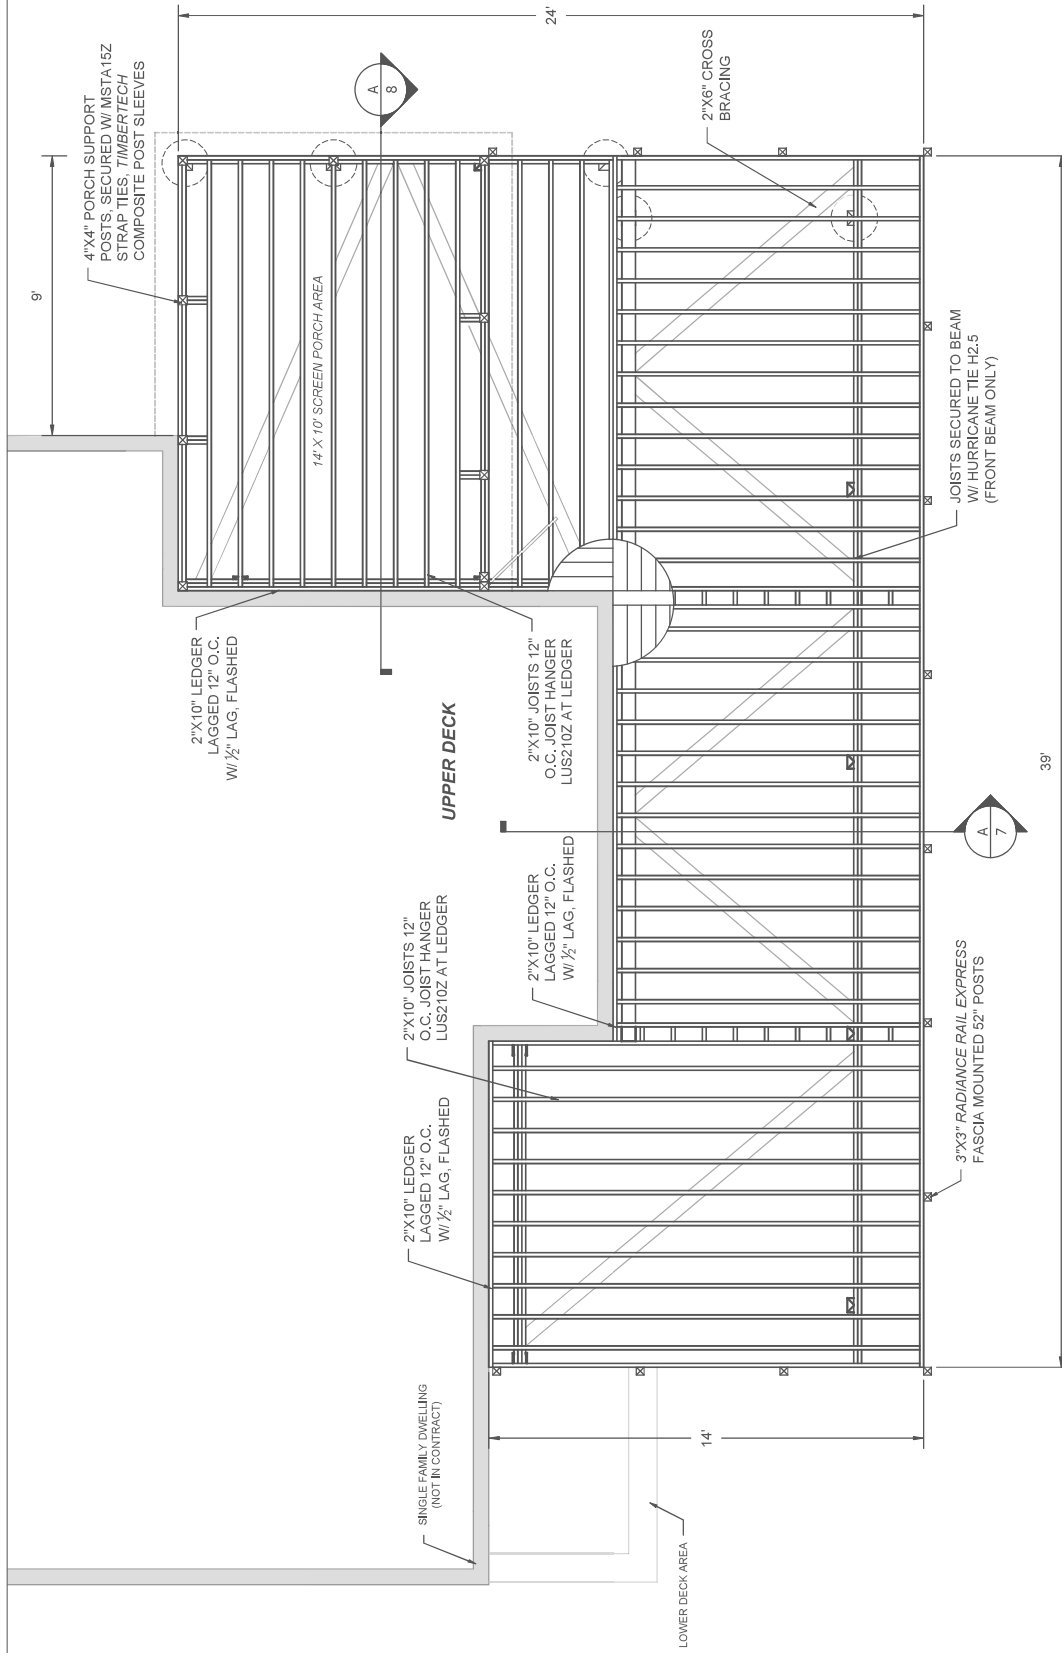 24'
9'
4"X4" PORCH SUPPORT
POSTS, SECURED W/ MSTA15Z
STRAP TIES, TIMBERTECH
COMPOSITE POST SLEEVES
A
8
2"X6" CROSS
BRACING
14' X 10' SCREEN PORCH AREA
JOISTS SECURED TO BEAM
W/ HURRICANE TIE H2.5
(FRONT BEAM ONLY)
2"X10" LEDGER
LAGGED 12" O.C.
W/ ½" LAG, FLASHED
2"X10" JOISTS 12"
O.C. JOIST HANGER
LUS210Z AT LEDGER
UPPER DECK
39'
A
7
2"X10" JOISTS 12"
O.C. JOIST HANGER
LUS210Z AT LEDGER
2"X10" LEDGER
LAGGED 12" O.C.
W/ ½" LAG, FLASHED
2"X10" LEDGER
LAGGED 12" O.C.
W/ ½" LAG, FLASHED
3"X3" RADIANCE RAIL EXPRESS
FASCIA MOUNTED 52" POSTS
SINGLE FAMILY DWELLING
(NOT IN CONTRACT)
14'
LOWER DECK AREA